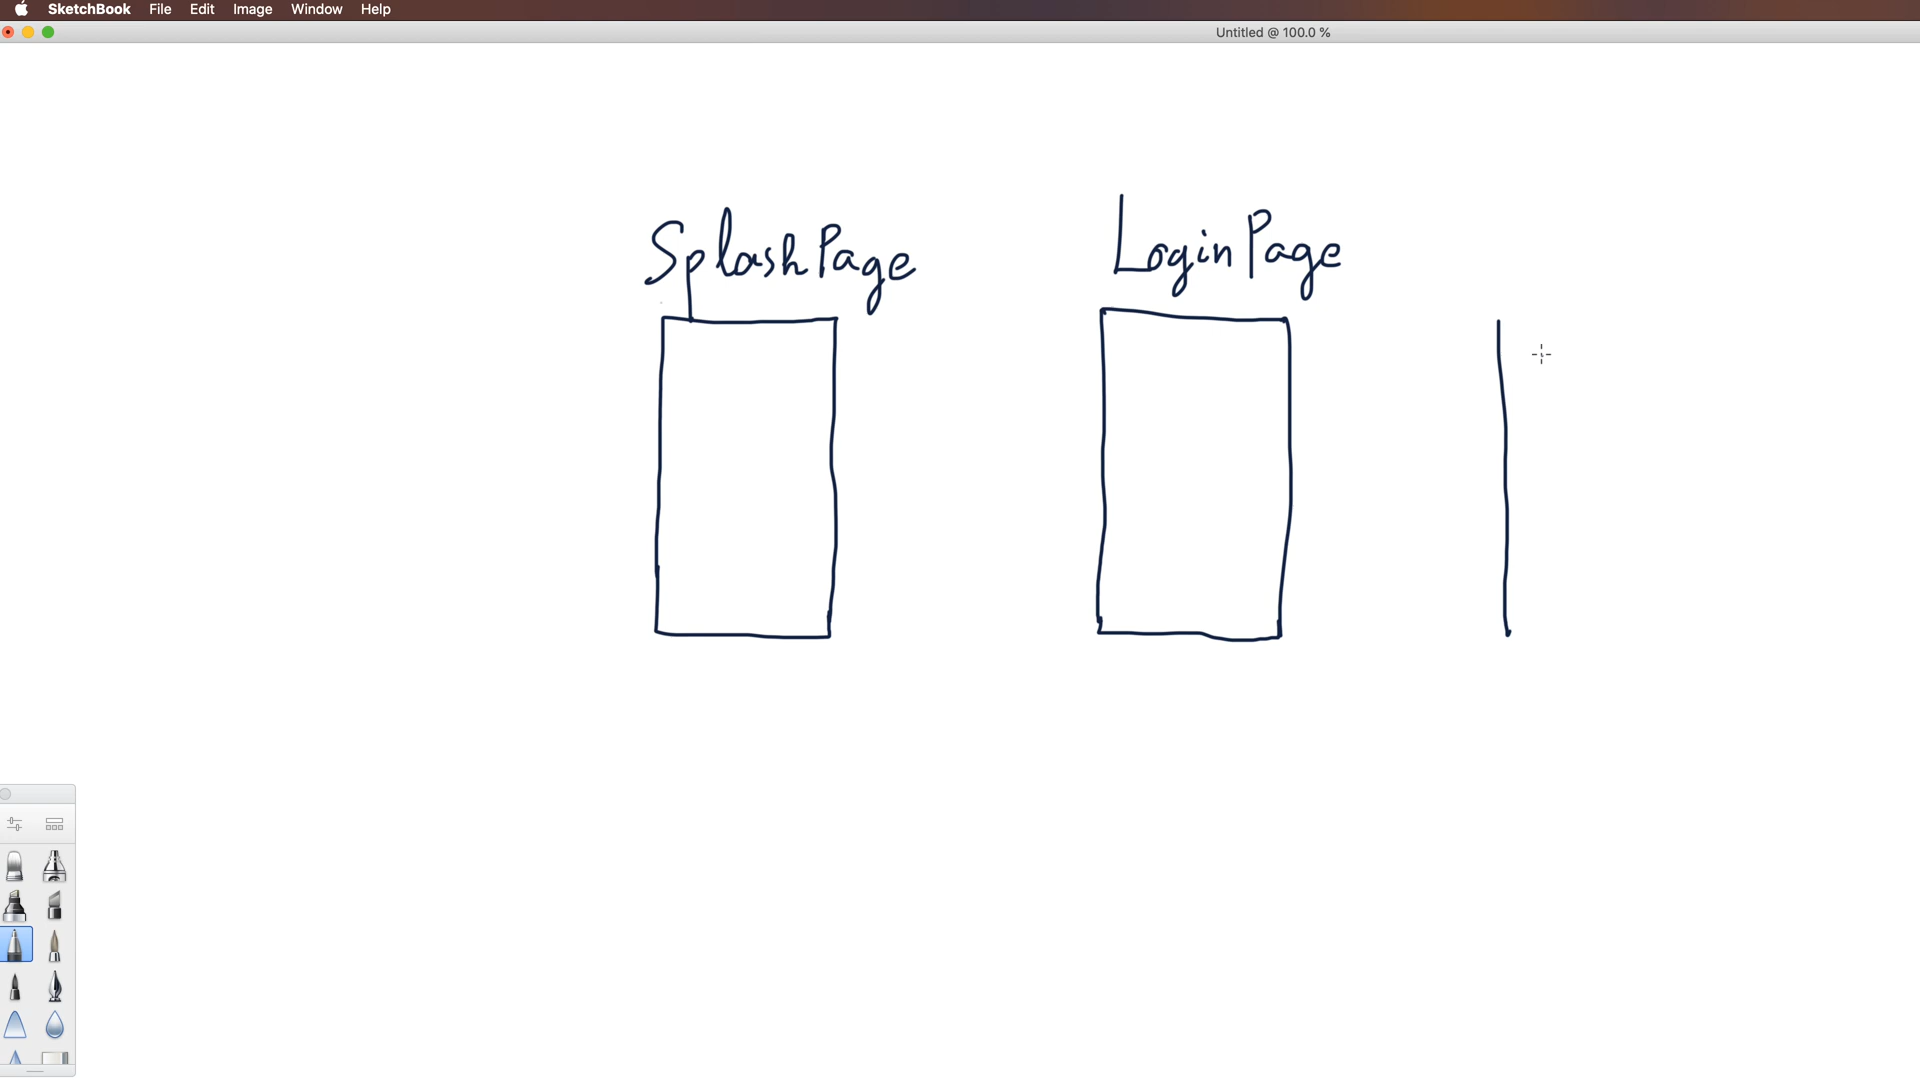 SketchBook File Edit Image Window Help
Untitled @ 100.0 %
SplashPage LoginPage